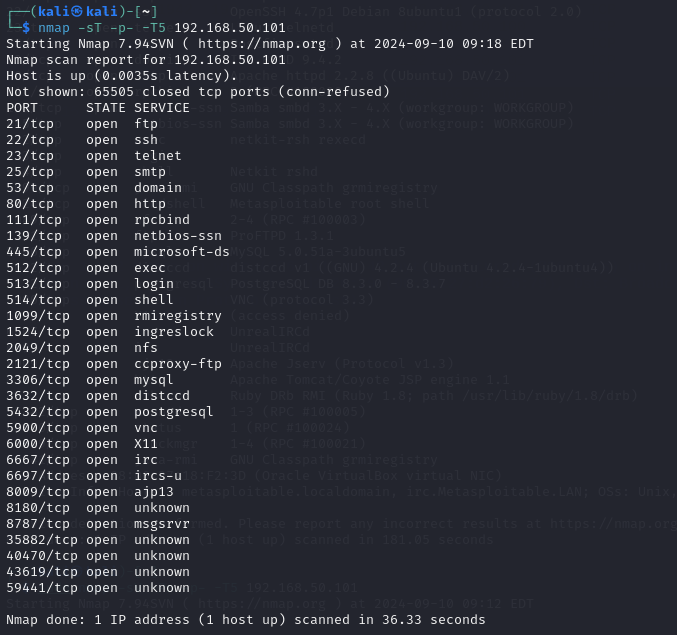 ┌──(kali㉿kali)-[~]
└─$ nmap -sT -p- -T5 192.168.50.101
Starting Nmap 7.94SVN ( https://nmap.org ) at 2024-09-10 09:18 EDT
Nmap scan report for 192.168.50.101
Host is up (0.0035s latency).
Not shown: 65505 closed tcp ports (conn-refused)
PORT      STATE SERVICE
21/tcp    open  ftp
22/tcp    open  ssh
23/tcp    open  telnet
25/tcp    open  smtp
53/tcp    open  domain
80/tcp    open  http
111/tcp   open  rpcbind
139/tcp   open  netbios-ssn
445/tcp   open  microsoft-ds
512/tcp   open  exec
513/tcp   open  login
514/tcp   open  shell
1099/tcp  open  rmiregistry
1524/tcp  open  ingreslock
2049/tcp  open  nfs
2121/tcp  open  ccproxy-ftp
3306/tcp  open  mysql
3632/tcp  open  distccd
5432/tcp  open  postgresql
5900/tcp  open  vnc
6000/tcp  open  X11
6667/tcp  open  irc
6697/tcp  open  ircs-u
8009/tcp  open  ajp13
8180/tcp  open  unknown
8787/tcp  open  msgsrvr
35882/tcp open  unknown
40470/tcp open  unknown
43619/tcp open  unknown
59441/tcp open  unknown
Nmap done: 1 IP address (1 host up) scanned in 36.33 seconds